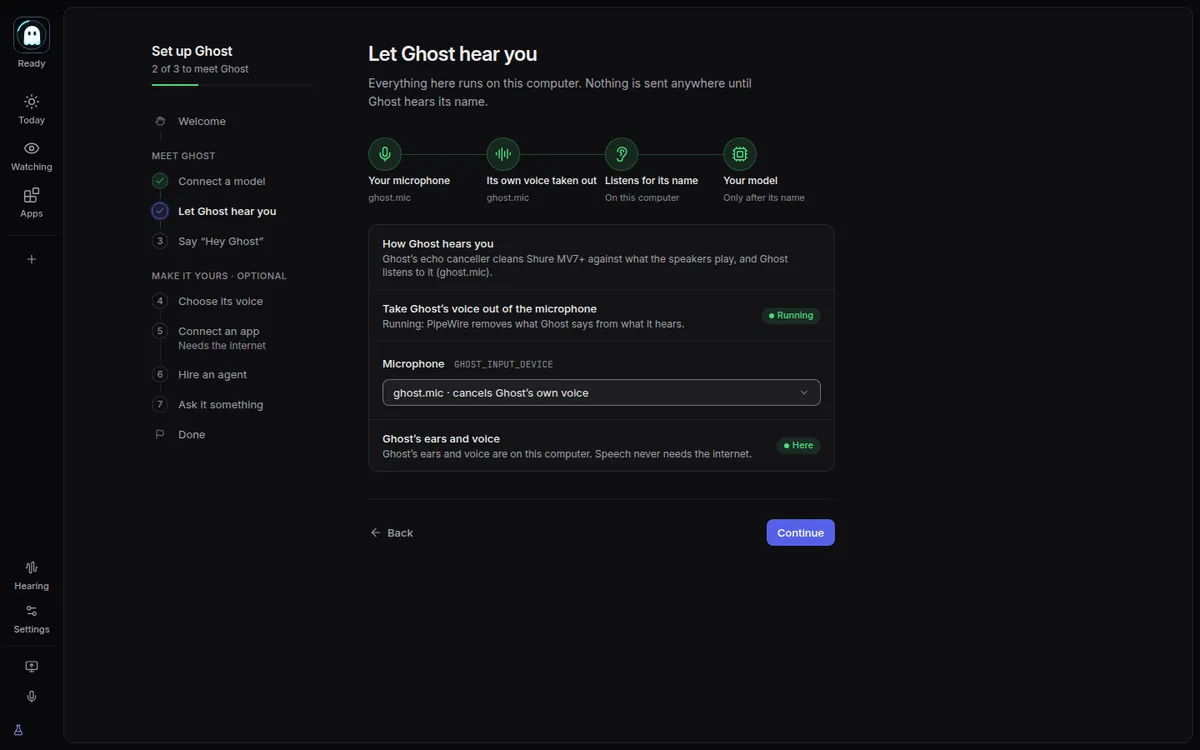 Ready
Today
Watching
Apps
Hearing
Settings
Set up Ghost
2 of 3 to meet Ghost
Welcome
MEET GHOST
Connect a model
Let Ghost hear you
3 Say “Hey Ghost”
MAKE IT YOURS · OPTIONAL
4 Choose its voice
5 Connect an app
Needs the internet
6 Hire an agent
7 Ask it something
Done
Let Ghost hear you
Everything here runs on this computer. Nothing is sent anywhere until
Ghost hears its name.
Your microphone
ghost.mic
Its own voice taken out
ghost.mic
Listens for its name
On this computer
Your model
Only after its name
How Ghost hears you
Ghost’s echo canceller cleans Shure MV7+ against what the speakers play, and Ghost
listens to it (ghost.mic).
Take Ghost’s voice out of the microphone
Running: PipeWire removes what Ghost says from what it hears.
Running
Microphone GHOST_INPUT_DEVICE
ghost.mic · cancels Ghost’s own voice
Ghost’s ears and voice
Ghost’s ears and voice are on this computer. Speech never needs the internet.
Here
Back
Continue